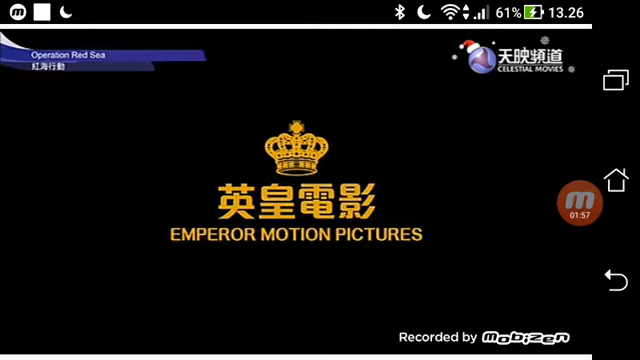 61% 13.26
Operation Red Sea
紅海行動
天映頻道
CELESTIAL MOVIES
英皇電影
EMPEROR MOTION PICTURES
01:57
Recorded by Mobizen